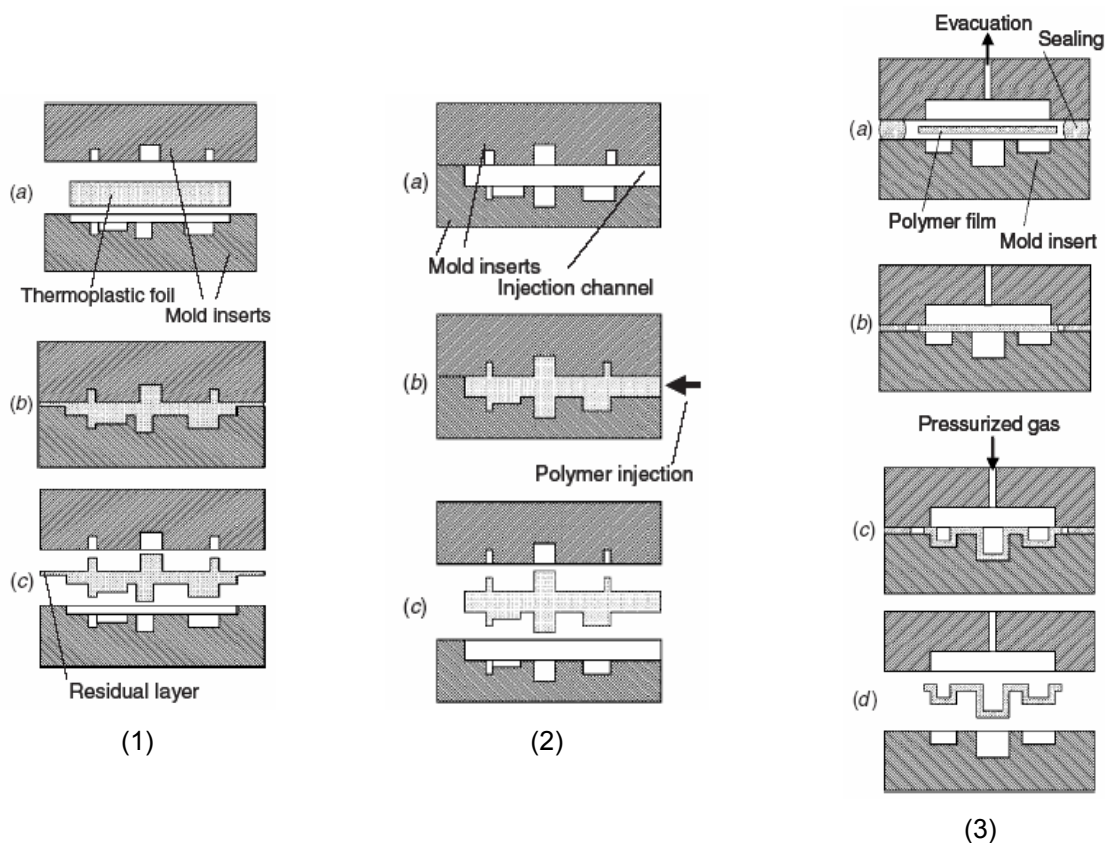 (a)
Thermoplastic foil
Mold inserts
(b)
(c)
Residual layer
(1)
(a)
Mold inserts
Injection channel
(b)
Polymer injection
(c)
(2)
Evacuation
Sealing
(a)
Polymer film
Mold insert
(b)
Pressurized gas
(c)
(d)
(3)